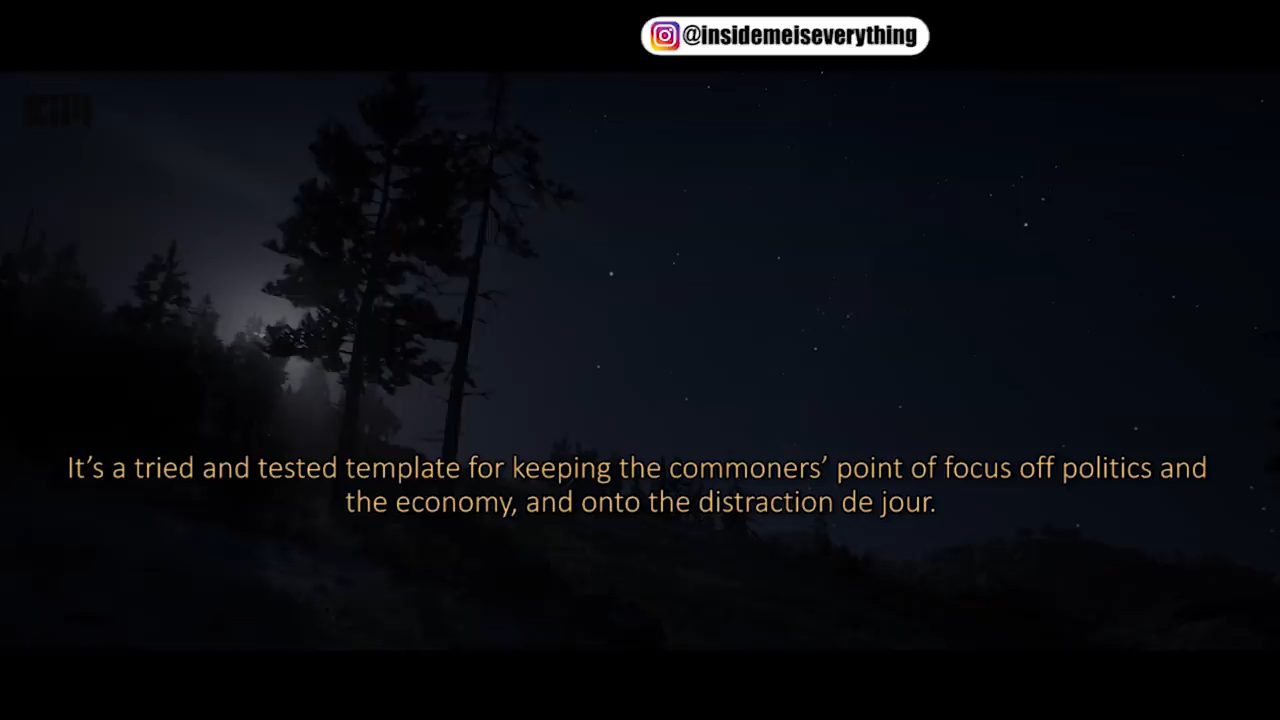 @insidemeiseverything
It’s a tried and tested template for keeping the commoners’ point of focus off politics and
the economy, and onto the distraction de jour.